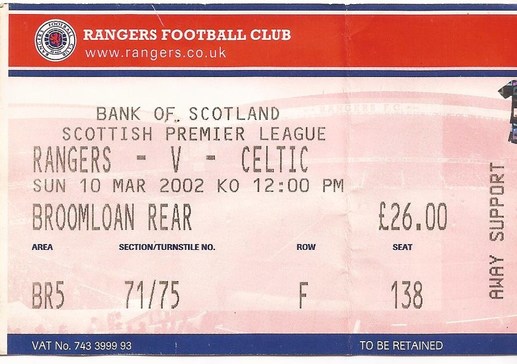 RANGERS FOOTBALL CLUB
www.rangers.co.uk
BANK OF SCOTLAND
SCOTTISH PREMIER LEAGUE
RANGERS - V - CELTIC
SUN 10 MAR 2002 KO 12:00 PM
BROOMLOAN REAR £26.00
AREA SECTION/TURNSTILE NO. ROW SEAT
BR5 71/75 F 138
AWAY SUPPORT
VAT No. 743 3999 93 TO BE RETAINED